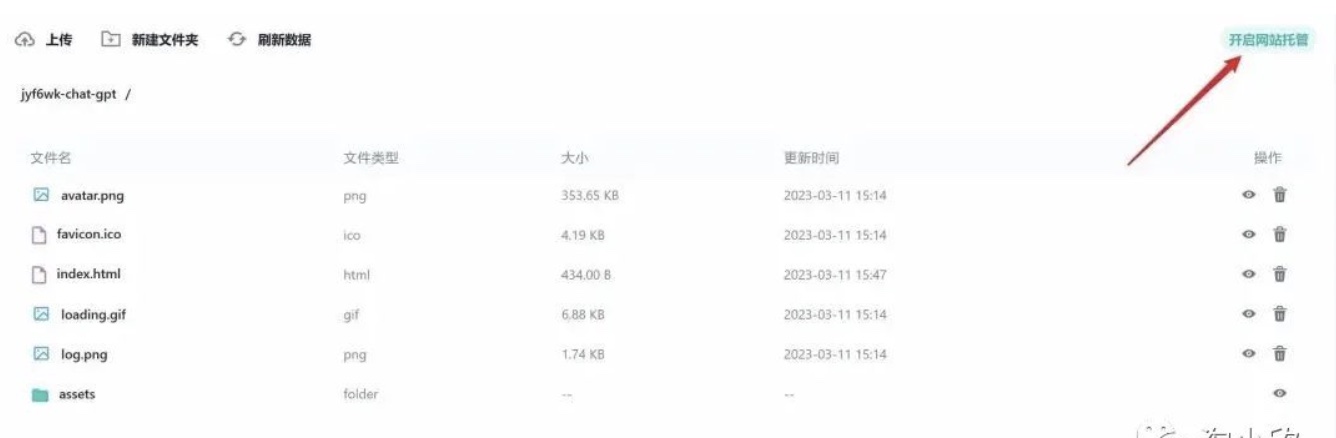 上传 新建文件夹 刷新数据 开启网站托管
jyf6wk-chat-gpt /
文件名 文件类型 大小 更新时间 操作
avatar.png png 353.65 KB 2023-03-11 15:14
favicon.ico ico 4.19 KB 2023-03-11 15:14
index.html html 434.00 B 2023-03-11 15:47
loading.gif gif 6.88 KB 2023-03-11 15:14
log.png png 1.74 KB 2023-03-11 15:14
assets folder -- --